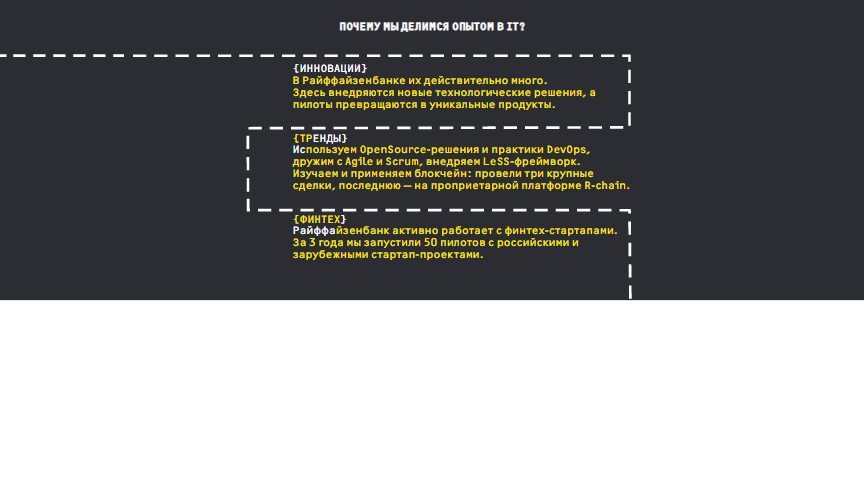 ПОЧЕМУ МЫ ДЕЛИМСЯ ОПЫТОМ В IT?
{ИННОВАЦИИ}
В Райффайзенбанке их действительно много.
Здесь внедряются новые технологические решения, а
пилоты превращаются в уникальные продукты.
{ТРЕНДЫ}
Используем OpenSource-решения и практики DevOps,
дружим с Agile и Scrum, внедряем LeSS-фреймворк.
Изучаем и применяем блокчейн: провели три крупные
сделки, последнюю — на проприетарной платформе R-chain.
{ФИНТЕХ}
Райффайзенбанк активно работает с финтех-стартапами.
За 3 года мы запустили 50 пилотов с российскими и
зарубежными стартап-проектами.